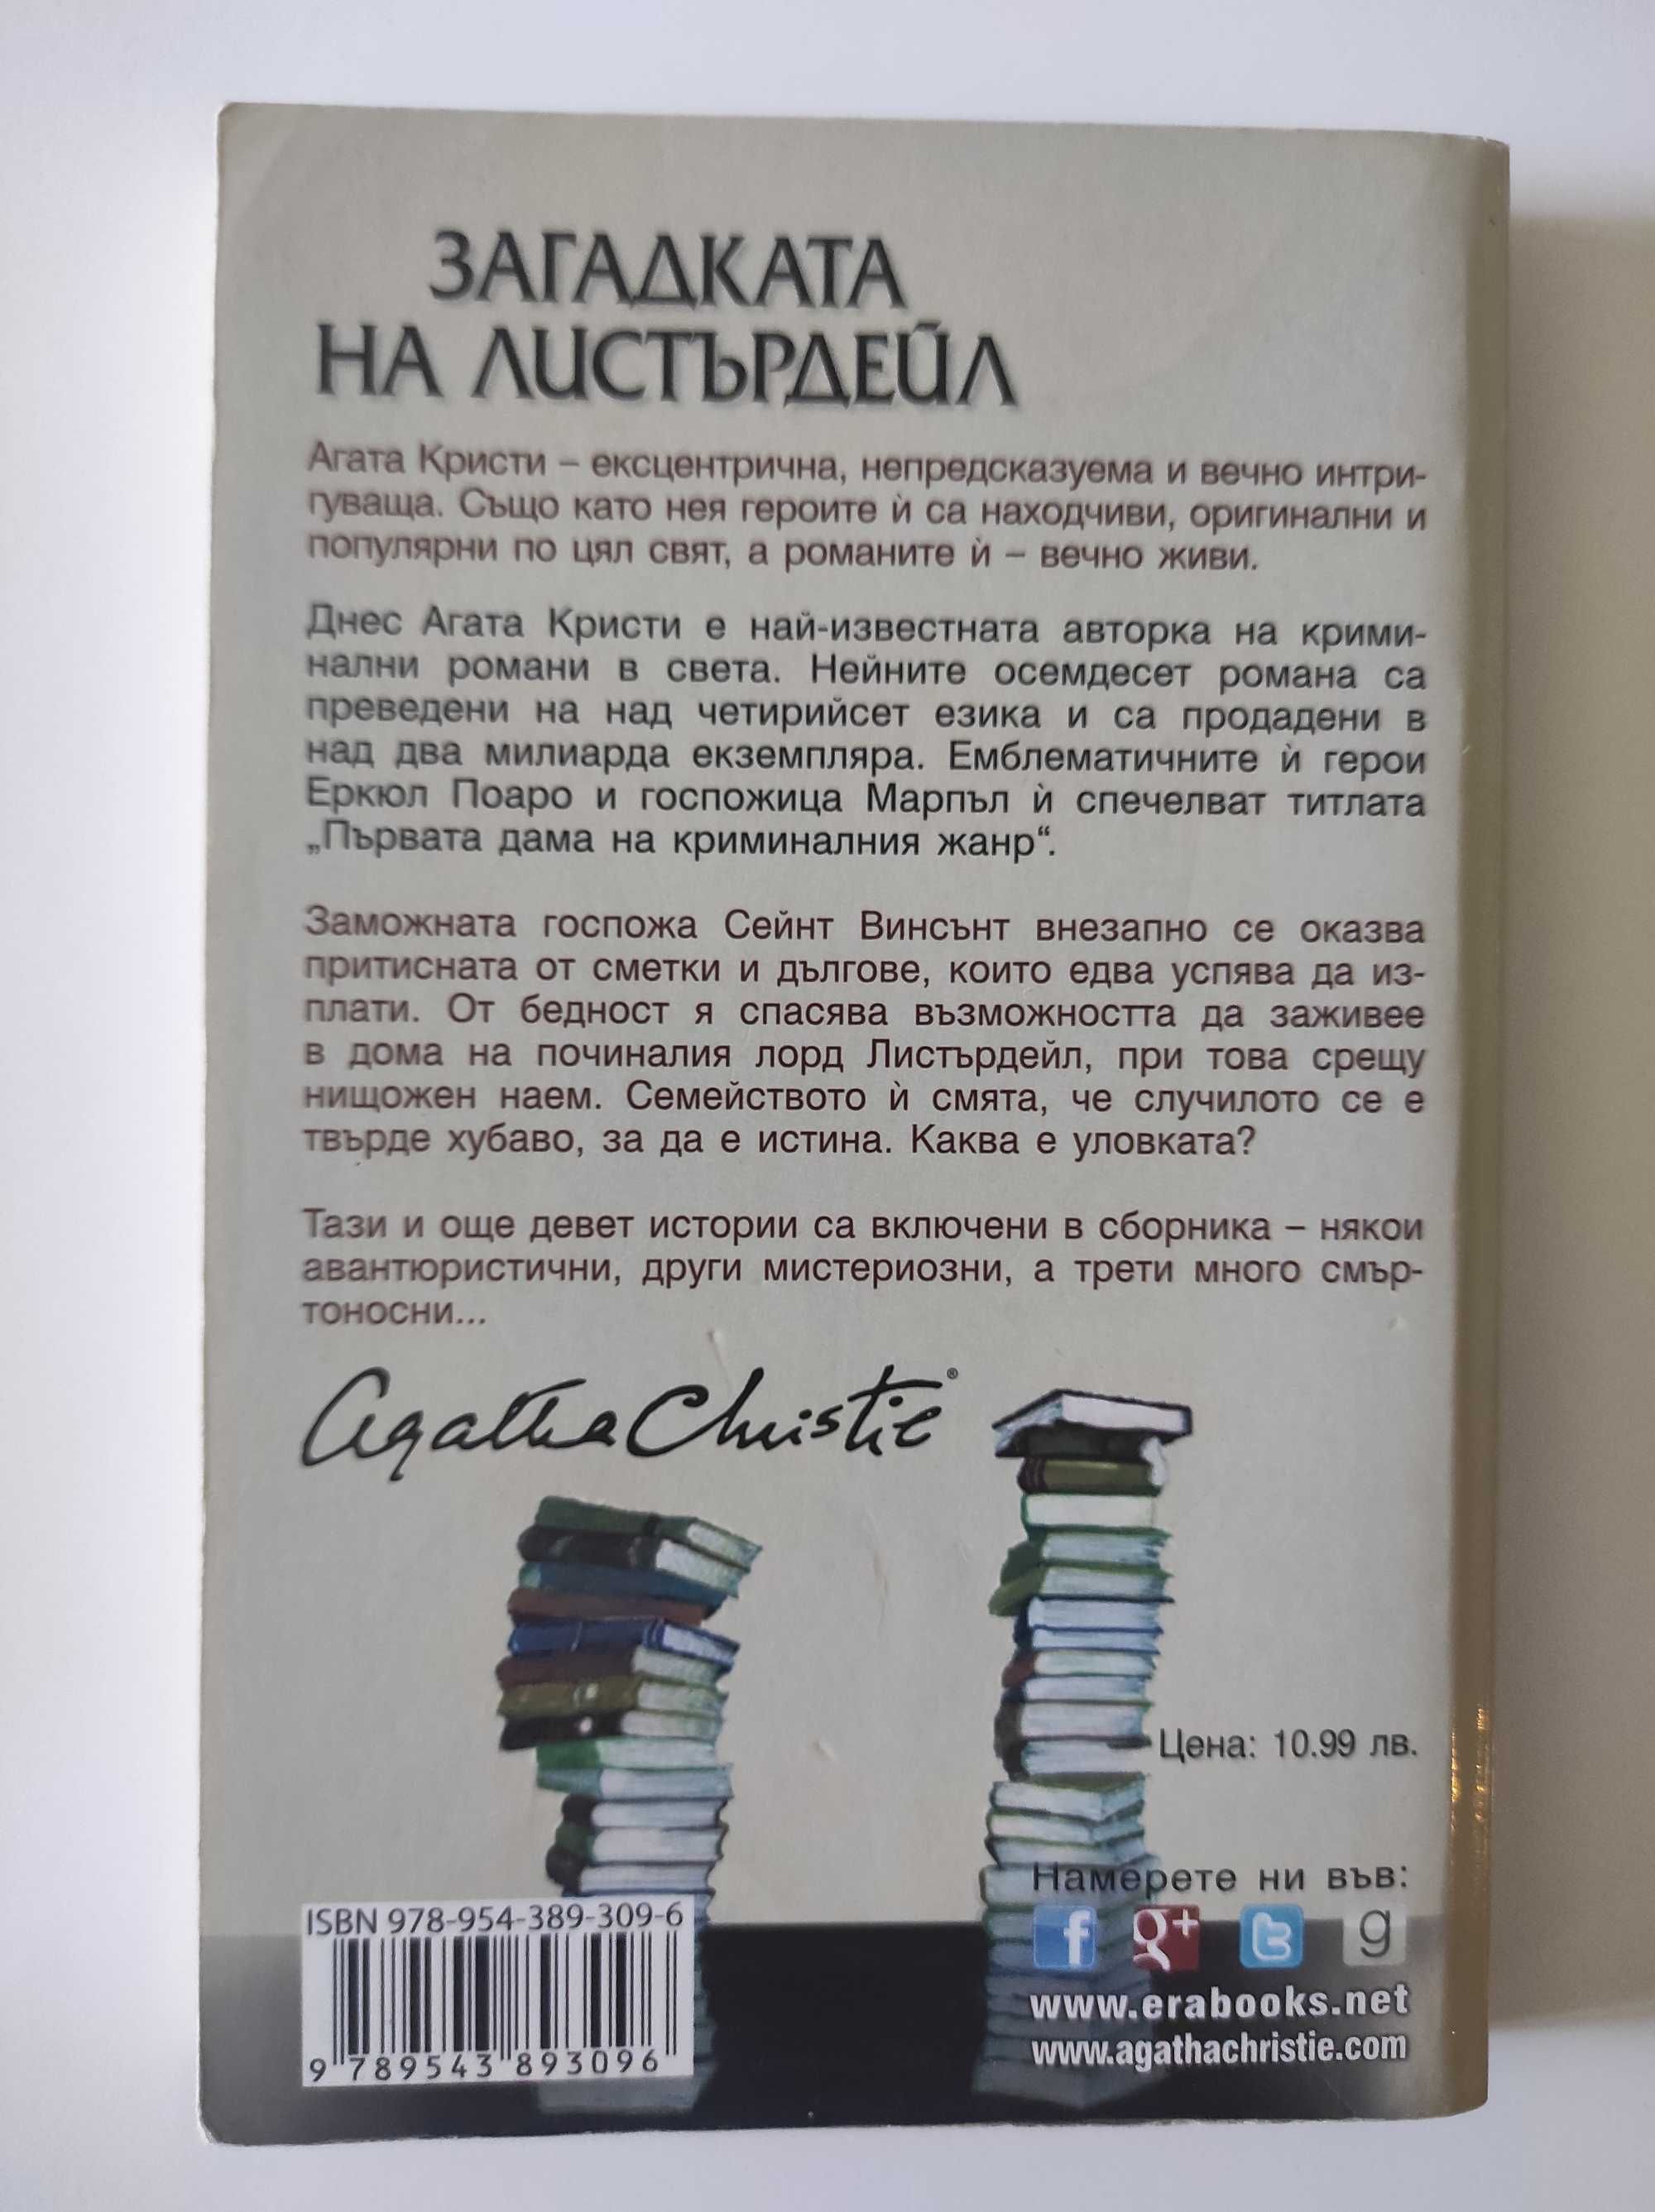 ЗАГАДКАТА
НА ЛИСТЪРДЕЙЛ
Агата Кристи – ексцентрична, непредсказуема и вечно интри-
гуваща. Също като нея героите ѝ са находчиви, оригинални и
популярни по цял свят, а романите ѝ – вечно живи.
Днес Агата Кристи е най-известната авторка на крими-
нални романи в света. Нейните осемдесет романа са
преведени на над четирийсет езика и са продадени в
над два милиарда екземпляра. Емблематичните ѝ герои
Еркюл Поаро и госпожица Марпъл ѝ спечелват титлата
„Първата дама на криминалния жанр“.
Заможната госпожа Сейнт Винсънт внезапно се оказва
притисната от сметки и дългове, които едва успява да из-
плати. От бедност я спасява възможността да заживее
в дома на починалия лорд Листърдейл, при това срещу
нищожен наем. Семейството ѝ смята, че случилото се е
твърде хубаво, за да е истина. Каква е уловката?
Тази и още девет истории са включени в сборника – някои
авантюристични, други мистериозни, а трети много смър-
тоносни...
Agatha Christie®
Цена: 10.99 лв.
Намерете ни във:
f g+ t g
www.erabooks.net
www.agathachristie.com
ISBN 978-954-389-309-6
9 789543 893096